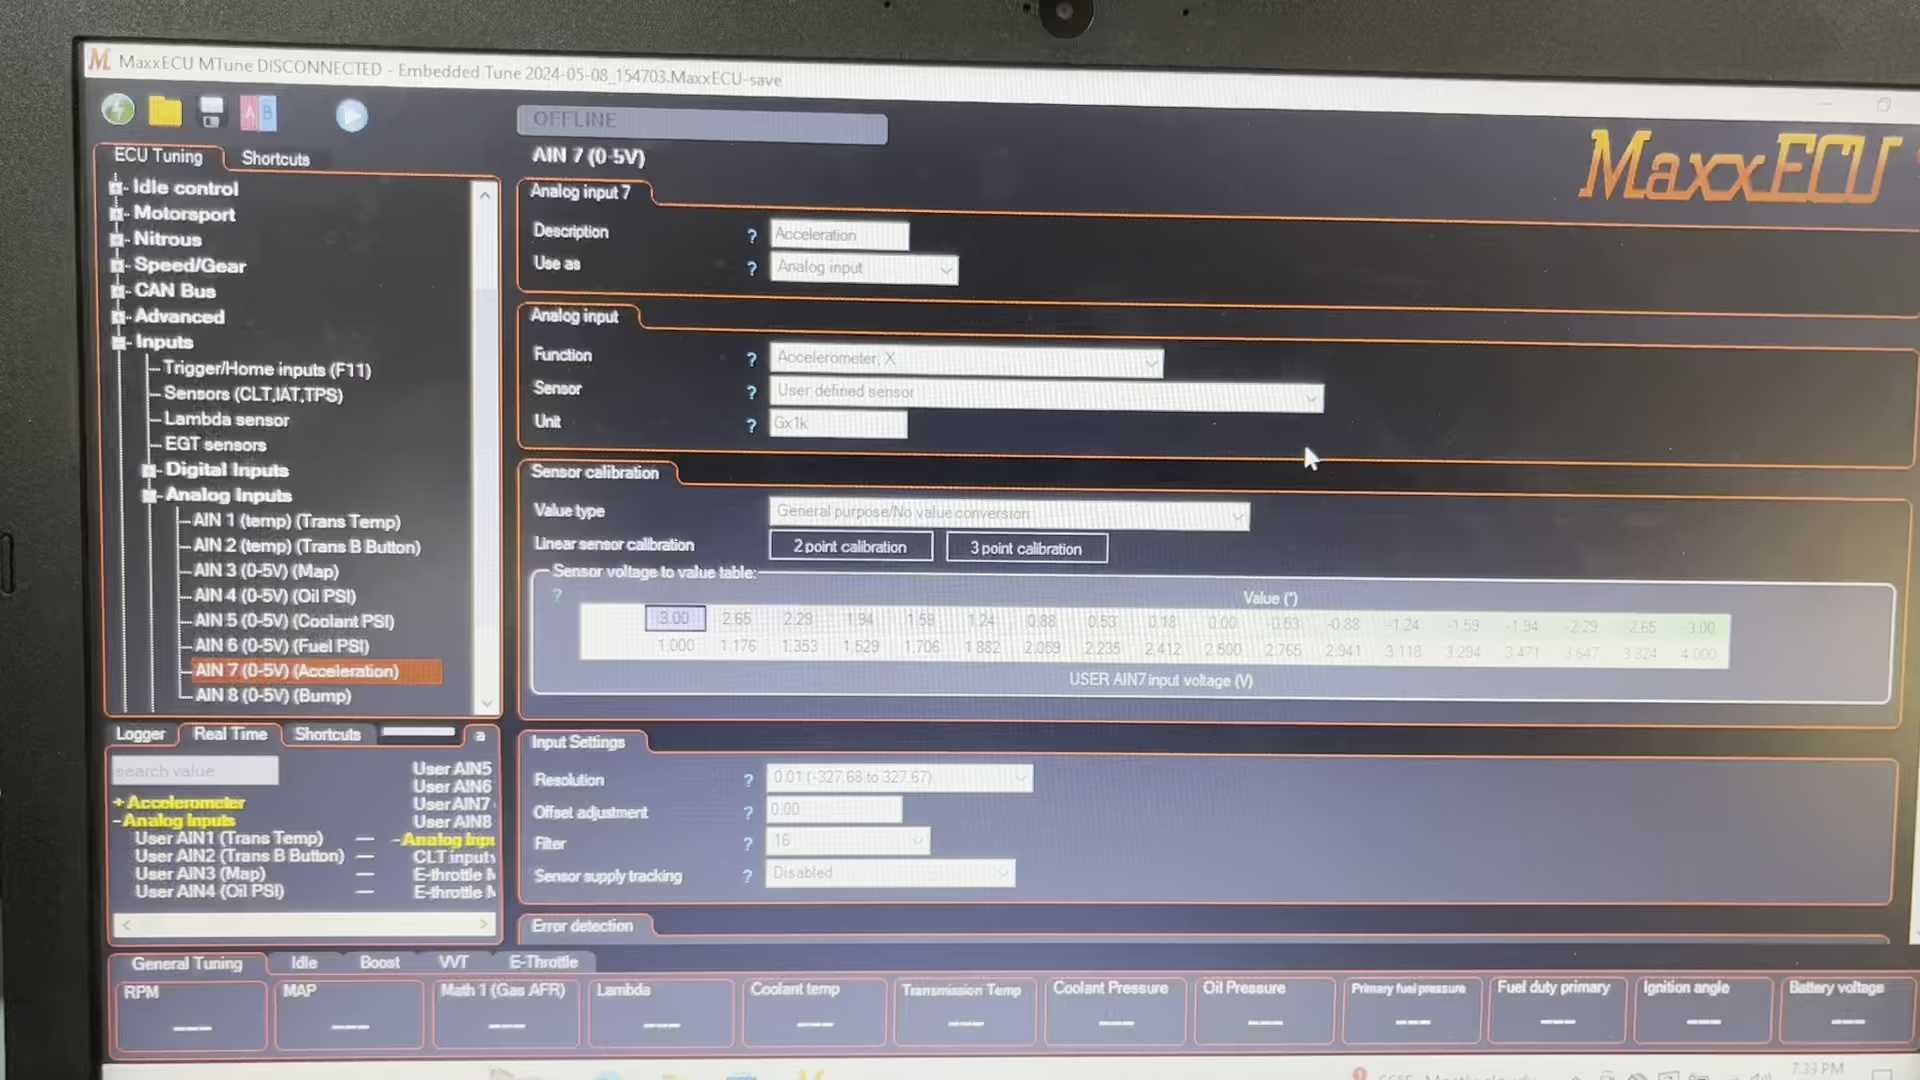 MaxxECU MTune DISCONNECTED - Embedded Tune 2024-05-08_154703.MaxxECU-save
A B
OFFLINE
MaxxECU
ECU Tuning
Shortcuts
Idle control
Motorsport
Nitrous
Speed/Gear
CAN Bus
Advanced
Inputs
Trigger/Home inputs (F11)
Sensors (CLT,IAT,TPS)
Lambda sensor
EGT sensors
Digital Inputs
Analog Inputs
AIN 1 (temp) (Trans Temp)
AIN 2 (temp) (Trans B Button)
AIN 3 (0-5V) (Map)
AIN 4 (0-5V) (Oil PSI)
AIN 5 (0-5V) (Coolant PSI)
AIN 6 (0-5V) (Fuel PSI)
AIN 7 (0-5V) (Acceleration)
AIN 8 (0-5V) (Bump)
AIN 7 (0-5V)
Analog input 7
Description ? Acceleration
Use as ? Analog input
Analog input
Function ? Accelerometer, X
Sensor ? User defined sensor
Unit ? Gx1k
Sensor calibration
Value type General purpose/No value conversion
Linear sensor calibration 2 point calibration 3 point calibration
Sensor voltage to value table:
?
Value (*)
3.00 2.65 2.29 1.94 1.59 1.24 0.88 0.53 0.18 0.00 -0.53 -0.88 -1.24 -1.59 -1.94 -2.29 -2.65 -3.00
1.000 1.176 1.353 1.529 1.706 1.882 2.059 2.235 2.412 2.500 2.765 2.941 3.118 3.294 3.471 3.647 3.824 4.000
USER AIN7 input voltage (V)
Input Settings
Resolution ? 0.01 (-327.68 to 327.67)
Offset adjustment ? 0.00
Filter ? 16
Sensor supply tracking ? Disabled
Error detection
Logger
Real Time
Shortcuts
a
search value
+ Accelerometer
- Analog Inputs
User AIN1 (Trans Temp) ---
User AIN2 (Trans B Button) ---
User AIN3 (Map) ---
User AIN4 (Oil PSI) ---
User AIN5
User AIN6
User AIN7
User AIN8
- Analog Inpu
CLT input
E-throttle
E-throttle
General Tuning
Idle
Boost
VVT
E-Throttle
RPM
---
MAP
---
Math 1 (Gas AFR)
---
Lambda
---
Coolant temp
---
Transmission Temp
---
Coolant Pressure
---
Oil Pressure
---
Primary fuel pressure
---
Fuel duty primary
---
Ignition angle
---
Battery voltage
---
7:33 PM